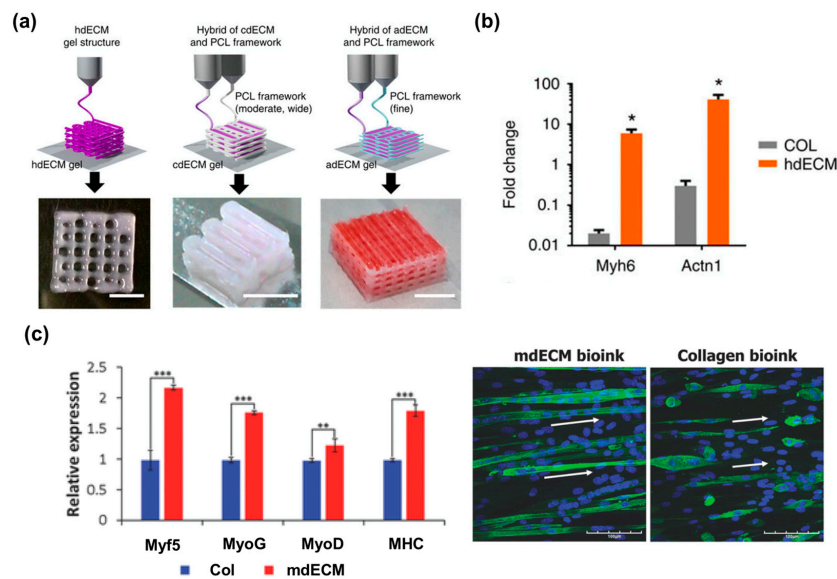 (a)
hdECM
gel structure
Hybrid of cdECM
and PCL framework
Hybrid of adECM
and PCL framework
PCL framework
(moderate, wide)
PCL framework
(fine)
hdECM gel
cdECM gel
adECM gel
(b)
Fold change
100
10
1
0.1
0.01
*
*
COL
hdECM
Myh6
Actn1
(c)
Relative expression
2.5
2
1.5
1
0.5
0
***
***
**
***
Myf5
MyoG
MyoD
MHC
Col
mdECM
mdECM bioink
Collagen bioink
100μm
100μm